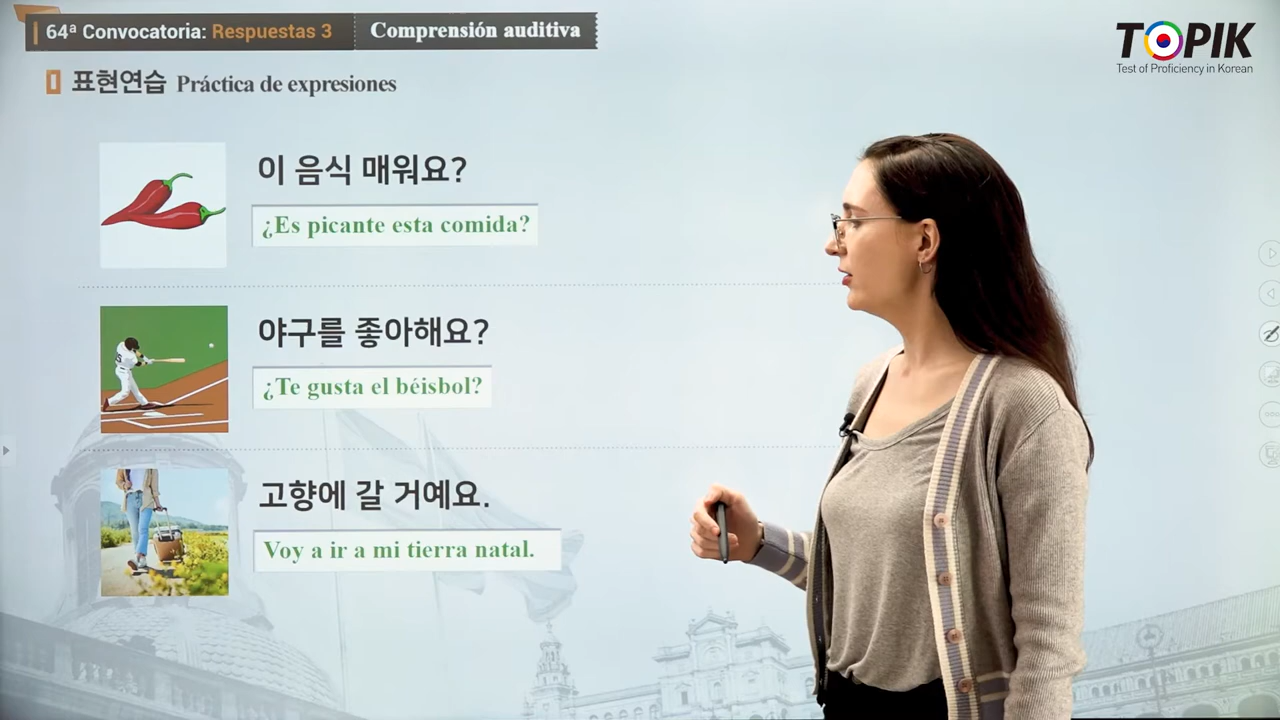 64ª Convocatoria: Respuestas 3
Comprensión auditiva
TOPIK
Test of Proficiency in Korean
표현연습 Práctica de expresiones
이 음식 매워요?
¿Es picante esta comida?
야구를 좋아해요?
¿Te gusta el béisbol?
고향에 갈 거예요.
Voy a ir a mi tierra natal.